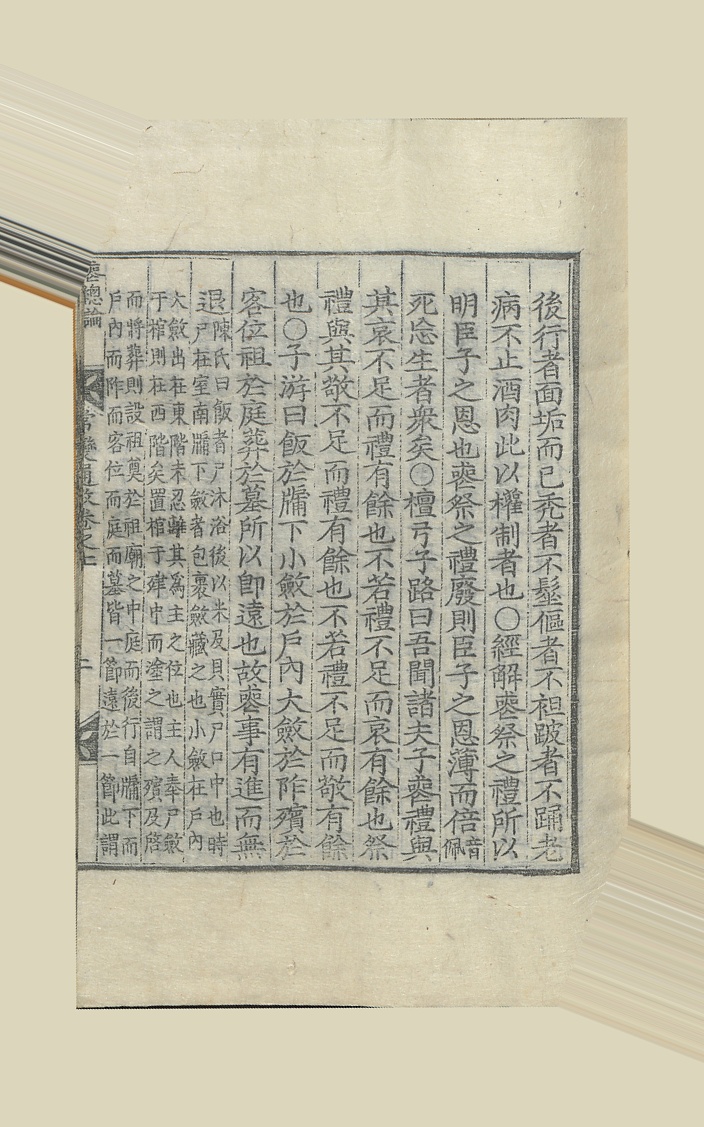 後行者面垢而已禿者不髽傴者不袒跛者不踊老
病不止酒肉此以權制者也〇經解喪祭之禮所以
明臣子之恩也喪祭之禮廢則臣子之恩薄而倍音佩
死忘生者衆矣〇檀弓子路曰吾聞諸夫子喪禮與
其哀不足而禮有餘也不若禮不足而哀有餘也祭
禮與其敬不足而禮有餘也不若禮不足而敬有餘
也〇子游曰飯於牖下小斂於戶內大斂於阼殯於
客位祖於庭葬於墓所以卽遠也故喪事有進而無
退
陳氏曰飯者尸沐浴後以米及貝實尸口中也時
尸在室南牖下斂者包裹斂藏之也小斂在戶內
大斂出在東階未忍離其爲主之位也主人奉尸斂
于棺則在西階矣置棺于肂中而塗之謂之殯及啓
而將葬則設祖奠於祖廟之中庭而後行自牖下而
戶內而阼而客位而庭而墓皆一節遠於一節此謂
喪總論
常變通攷卷之十